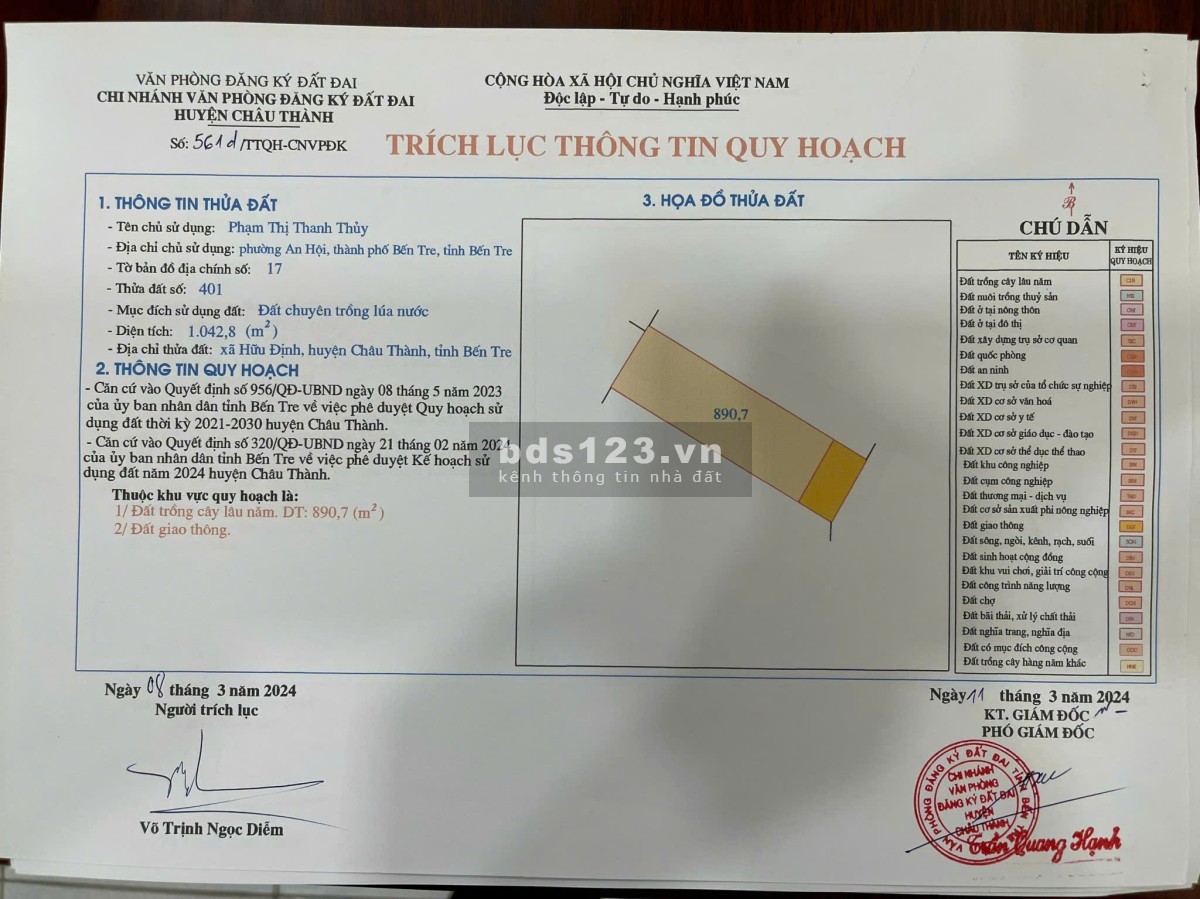 VĂN PHÒNG ĐĂNG KÝ ĐẤT ĐAI
CHI NHÁNH VĂN PHÒNG ĐĂNG KÝ ĐẤT ĐAI
HUYỆN CHÂU THÀNH
Số: 561d/TTQH-CNVPĐK
CỘNG HÒA XÃ HỘI CHỦ NGHĨA VIỆT NAM
Độc lập - Tự do - Hạnh phúc
TRÍCH LỤC THÔNG TIN QUY HOẠCH
1. THÔNG TIN THỬA ĐẤT
- Tên chủ sử dụng: Phạm Thị Thanh Thủy
- Địa chỉ chủ sử dụng: phường An Hội, thành phố Bến Tre, tỉnh Bến Tre
- Tờ bản đồ địa chính số: 17
- Thửa đất số: 401
- Mục đích sử dụng đất: Đất chuyên trồng lúa nước
- Diện tích: 1.042,8 (m²)
- Địa chỉ thửa đất: xã Hữu Định, huyện Châu Thành, tỉnh Bến Tre
2. THÔNG TIN QUY HOẠCH
- Căn cứ vào Quyết định số 956/QĐ-UBND ngày 08 tháng 5 năm 2023
của ủy ban nhân dân tỉnh Bến Tre về việc phê duyệt Quy hoạch sử
dụng đất thời kỳ 2021-2030 huyện Châu Thành.
- Căn cứ vào Quyết định số 320/QĐ-UBND ngày 21 tháng 02 năm 2024
của ủy ban nhân dân tỉnh Bến Tre về việc phê duyệt Kế hoạch sử
dụng đất năm 2024 huyện Châu Thành.
Thuộc khu vực quy hoạch là:
1/ Đất trồng cây lâu năm. DT: 890,7 (m²)
2/ Đất giao thông.
3. HỌA ĐỒ THỬA ĐẤT
890,7
bds123.vn
kênh thông tin nhà đất
B
CHÚ DẪN
TÊN KÝ HIỆU
KÝ HIỆU
QUY HOẠCH
Đất trồng cây lâu năm
Đất nuôi trồng thuỷ sản
Đất ở tại nông thôn
Đất ở tại đô thị
Đất xây dựng trụ sở cơ quan
Đất quốc phòng
Đất an ninh
Đất XD trụ sở của tổ chức sự nghiệp
Đất XD cơ sở văn hoá
Đất XD cơ sở y tế
Đất XD cơ sở giáo dục - đào tạo
Đất XD cơ sở thể dục thể thao
Đất khu công nghiệp
Đất cụm công nghiệp
Đất thương mại - dịch vụ
Đất cơ sở sản xuất phi nông nghiệp
Đất giao thông
Đất sông, ngòi, kênh, rạch, suối
Đất sinh hoạt cộng đồng
Đất khu vui chơi, giải trí công cộng
Đất công trình năng lượng
Đất chợ
Đất bãi thải, xử lý chất thải
Đất nghĩa trang, nghĩa địa
Đất có mục đích công cộng
Đất trồng cây hàng năm khác
Ngày 08 tháng 3 năm 2024
Người trích lục
Võ Trịnh Ngọc Diễm
Ngày 11 tháng 3 năm 2024
KT. GIÁM ĐỐC
PHÓ GIÁM ĐỐC
VĂN PHÒNG ĐĂNG KÝ ĐẤT ĐAI TỈNH BẾN TRE
CHI NHÁNH
VĂN PHÒNG
ĐĂNG KÝ ĐẤT ĐAI
HUYỆN
CHÂU THÀNH
Trần Quang Hạnh